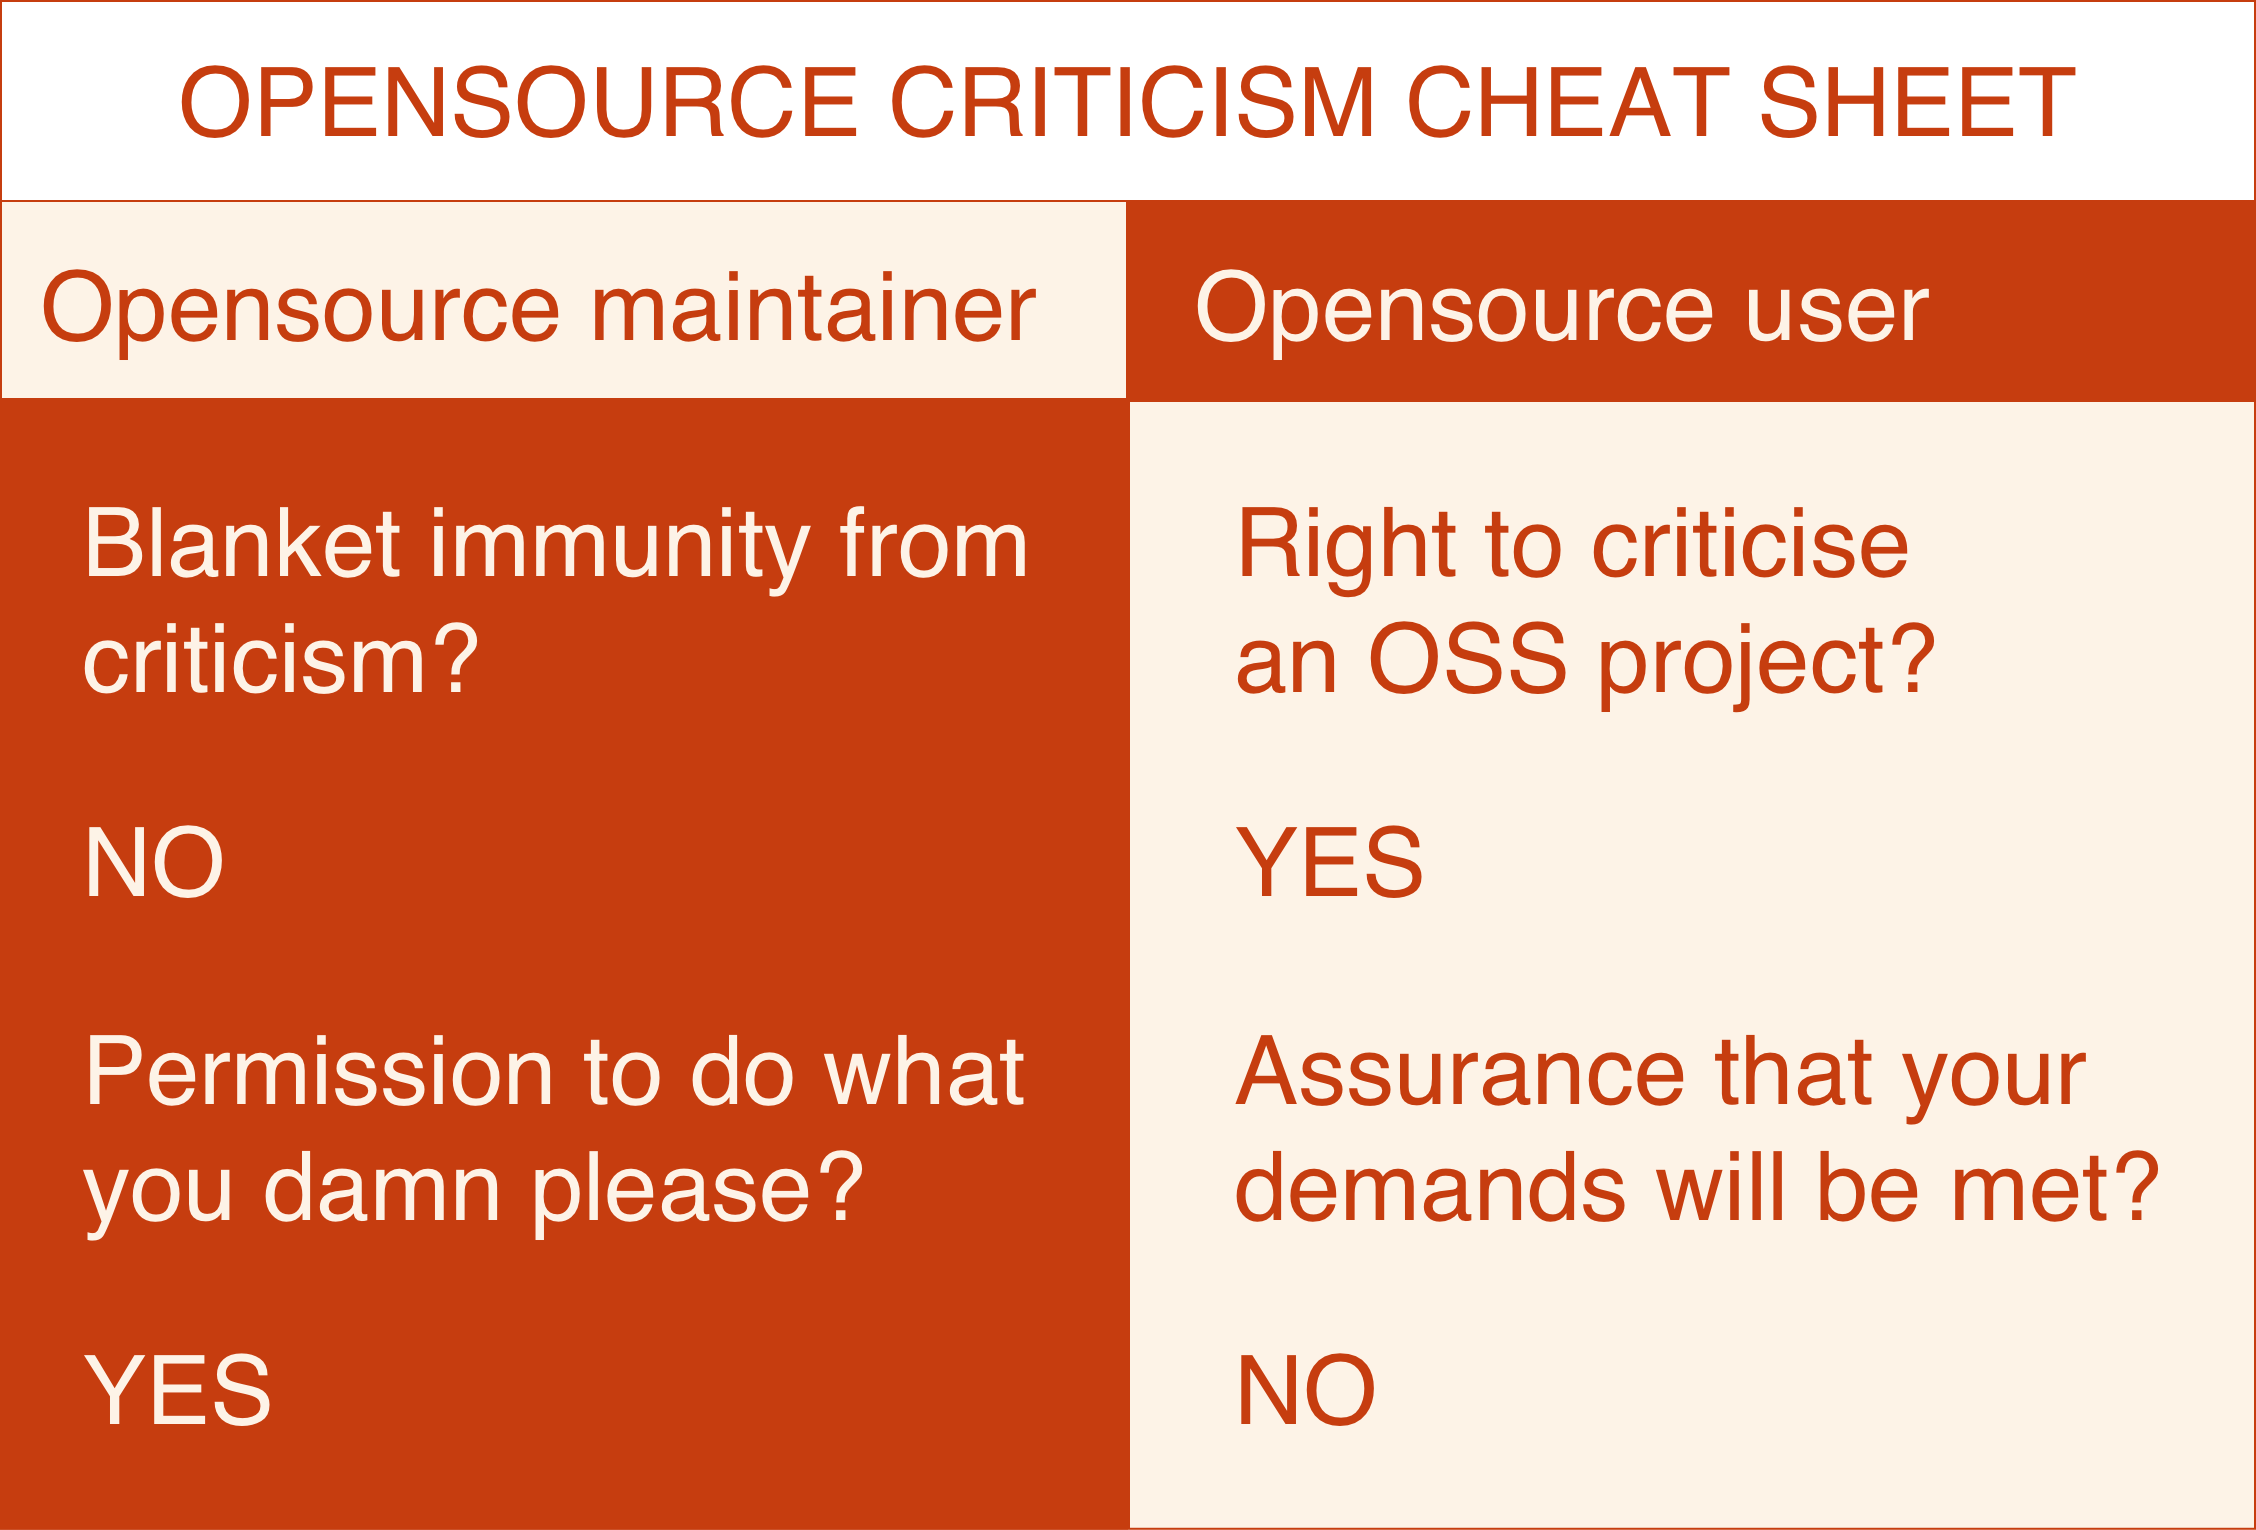 OPENSOURCE CRITICISM CHEAT SHEET
Opensource maintainer
Blanket immunity from
criticism?
NO
Permission to do what
you damn please?
YES
Opensource user
Right to criticise
an OSS project?
YES
Assurance that your
demands will be met?
NO